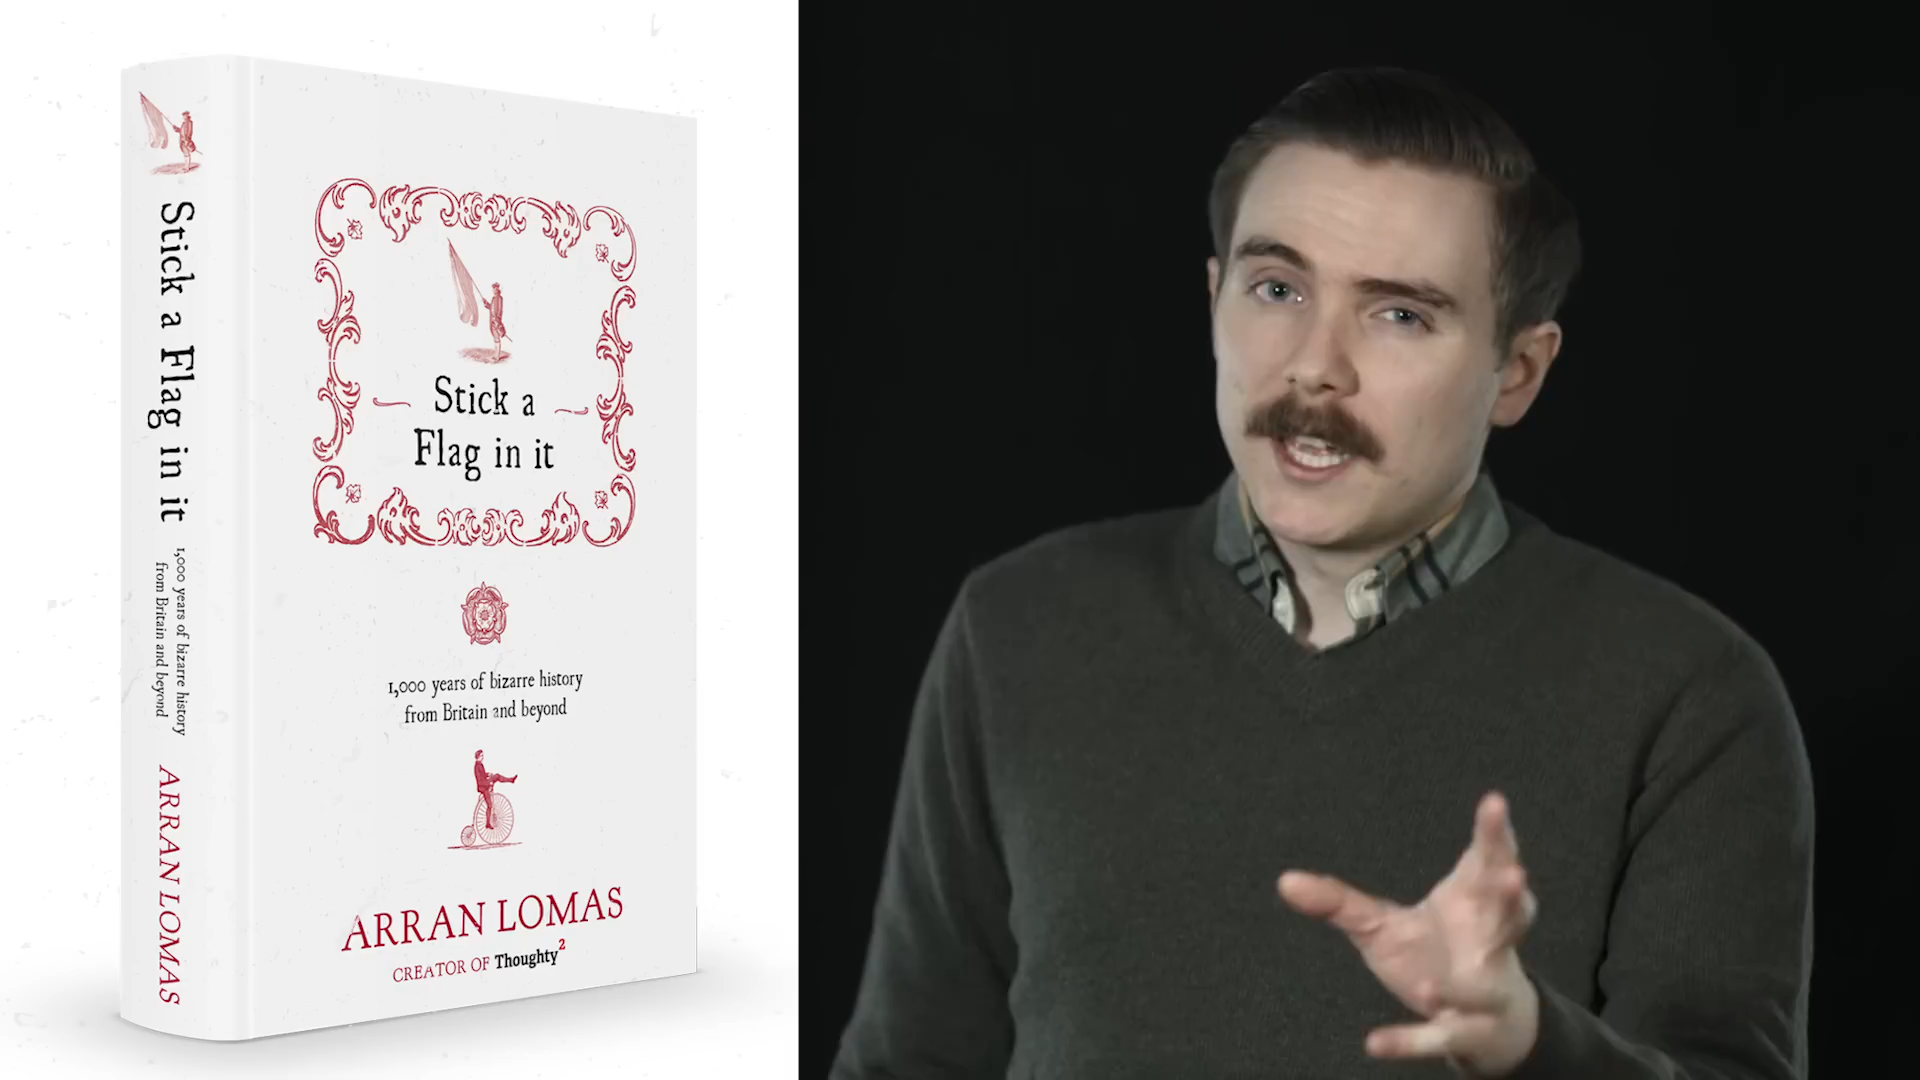 Stick a Flag in it
1,000 years of bizarre history
from Britain and beyond
ARRAN LOMAS
Stick a
Flag in it
1,000 years of bizarre history
from Britain and beyond
ARRAN LOMAS
CREATOR OF Thoughty2